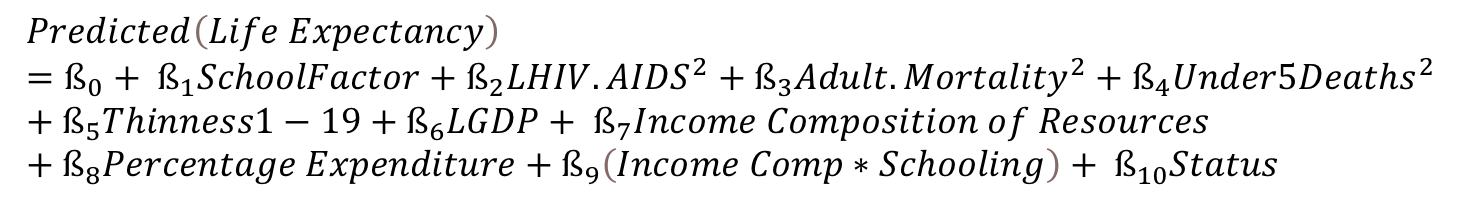 Predicted(Life Expectancy)
= ß₀ + ß₁SchoolFactor + ß₂LHIV.AIDS² + ß₃Adult.Mortality² + ß₄Under5Deaths²
+ ß₅Thinness1 − 19 + ß₆LGDP + ß₇Income Composition of Resources
+ ß₈Percentage Expenditure + ß₉(Income Comp ∗ Schooling) + ß₁₀Status